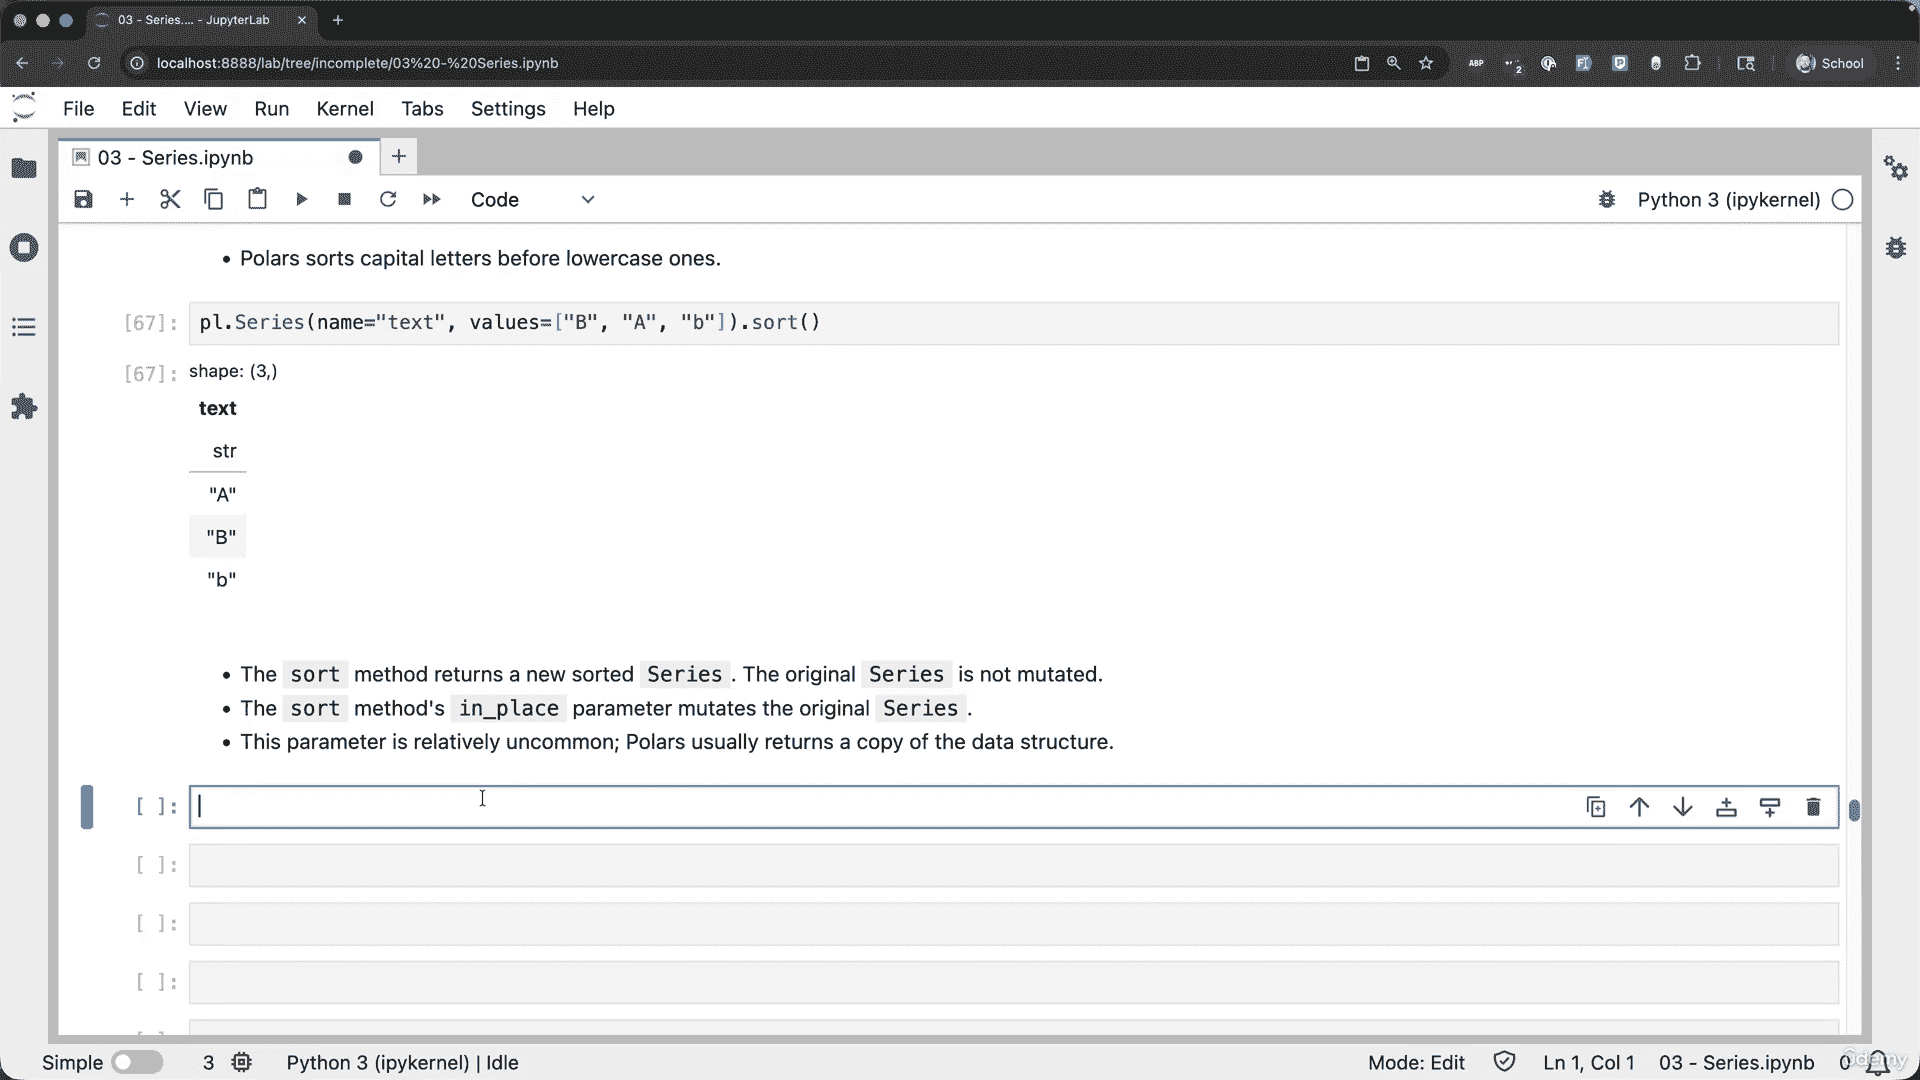 03 - Series.... - JupyterLab
localhost:8888/lab/tree/incomplete/03%20-%20Series.ipynb
ABP
2
School
File Edit View Run Kernel Tabs Settings Help
03 - Series.ipynb
Code
Python 3 (ipykernel)
• Polars sorts capital letters before lowercase ones.
[67]: pl.Series(name="text", values=["B", "A", "b"]).sort()
[67]: shape: (3,)
text
str
"A"
"B"
"b"
• The sort method returns a new sorted Series. The original Series is not mutated.
• The sort method's in_place parameter mutates the original Series.
• This parameter is relatively uncommon; Polars usually returns a copy of the data structure.
[ ]:
[ ]:
[ ]:
[ ]:
Simple 3 Python 3 (ipykernel) | Idle Mode: Edit Ln 1, Col 1 03 - Series.ipynb 0
Udemy